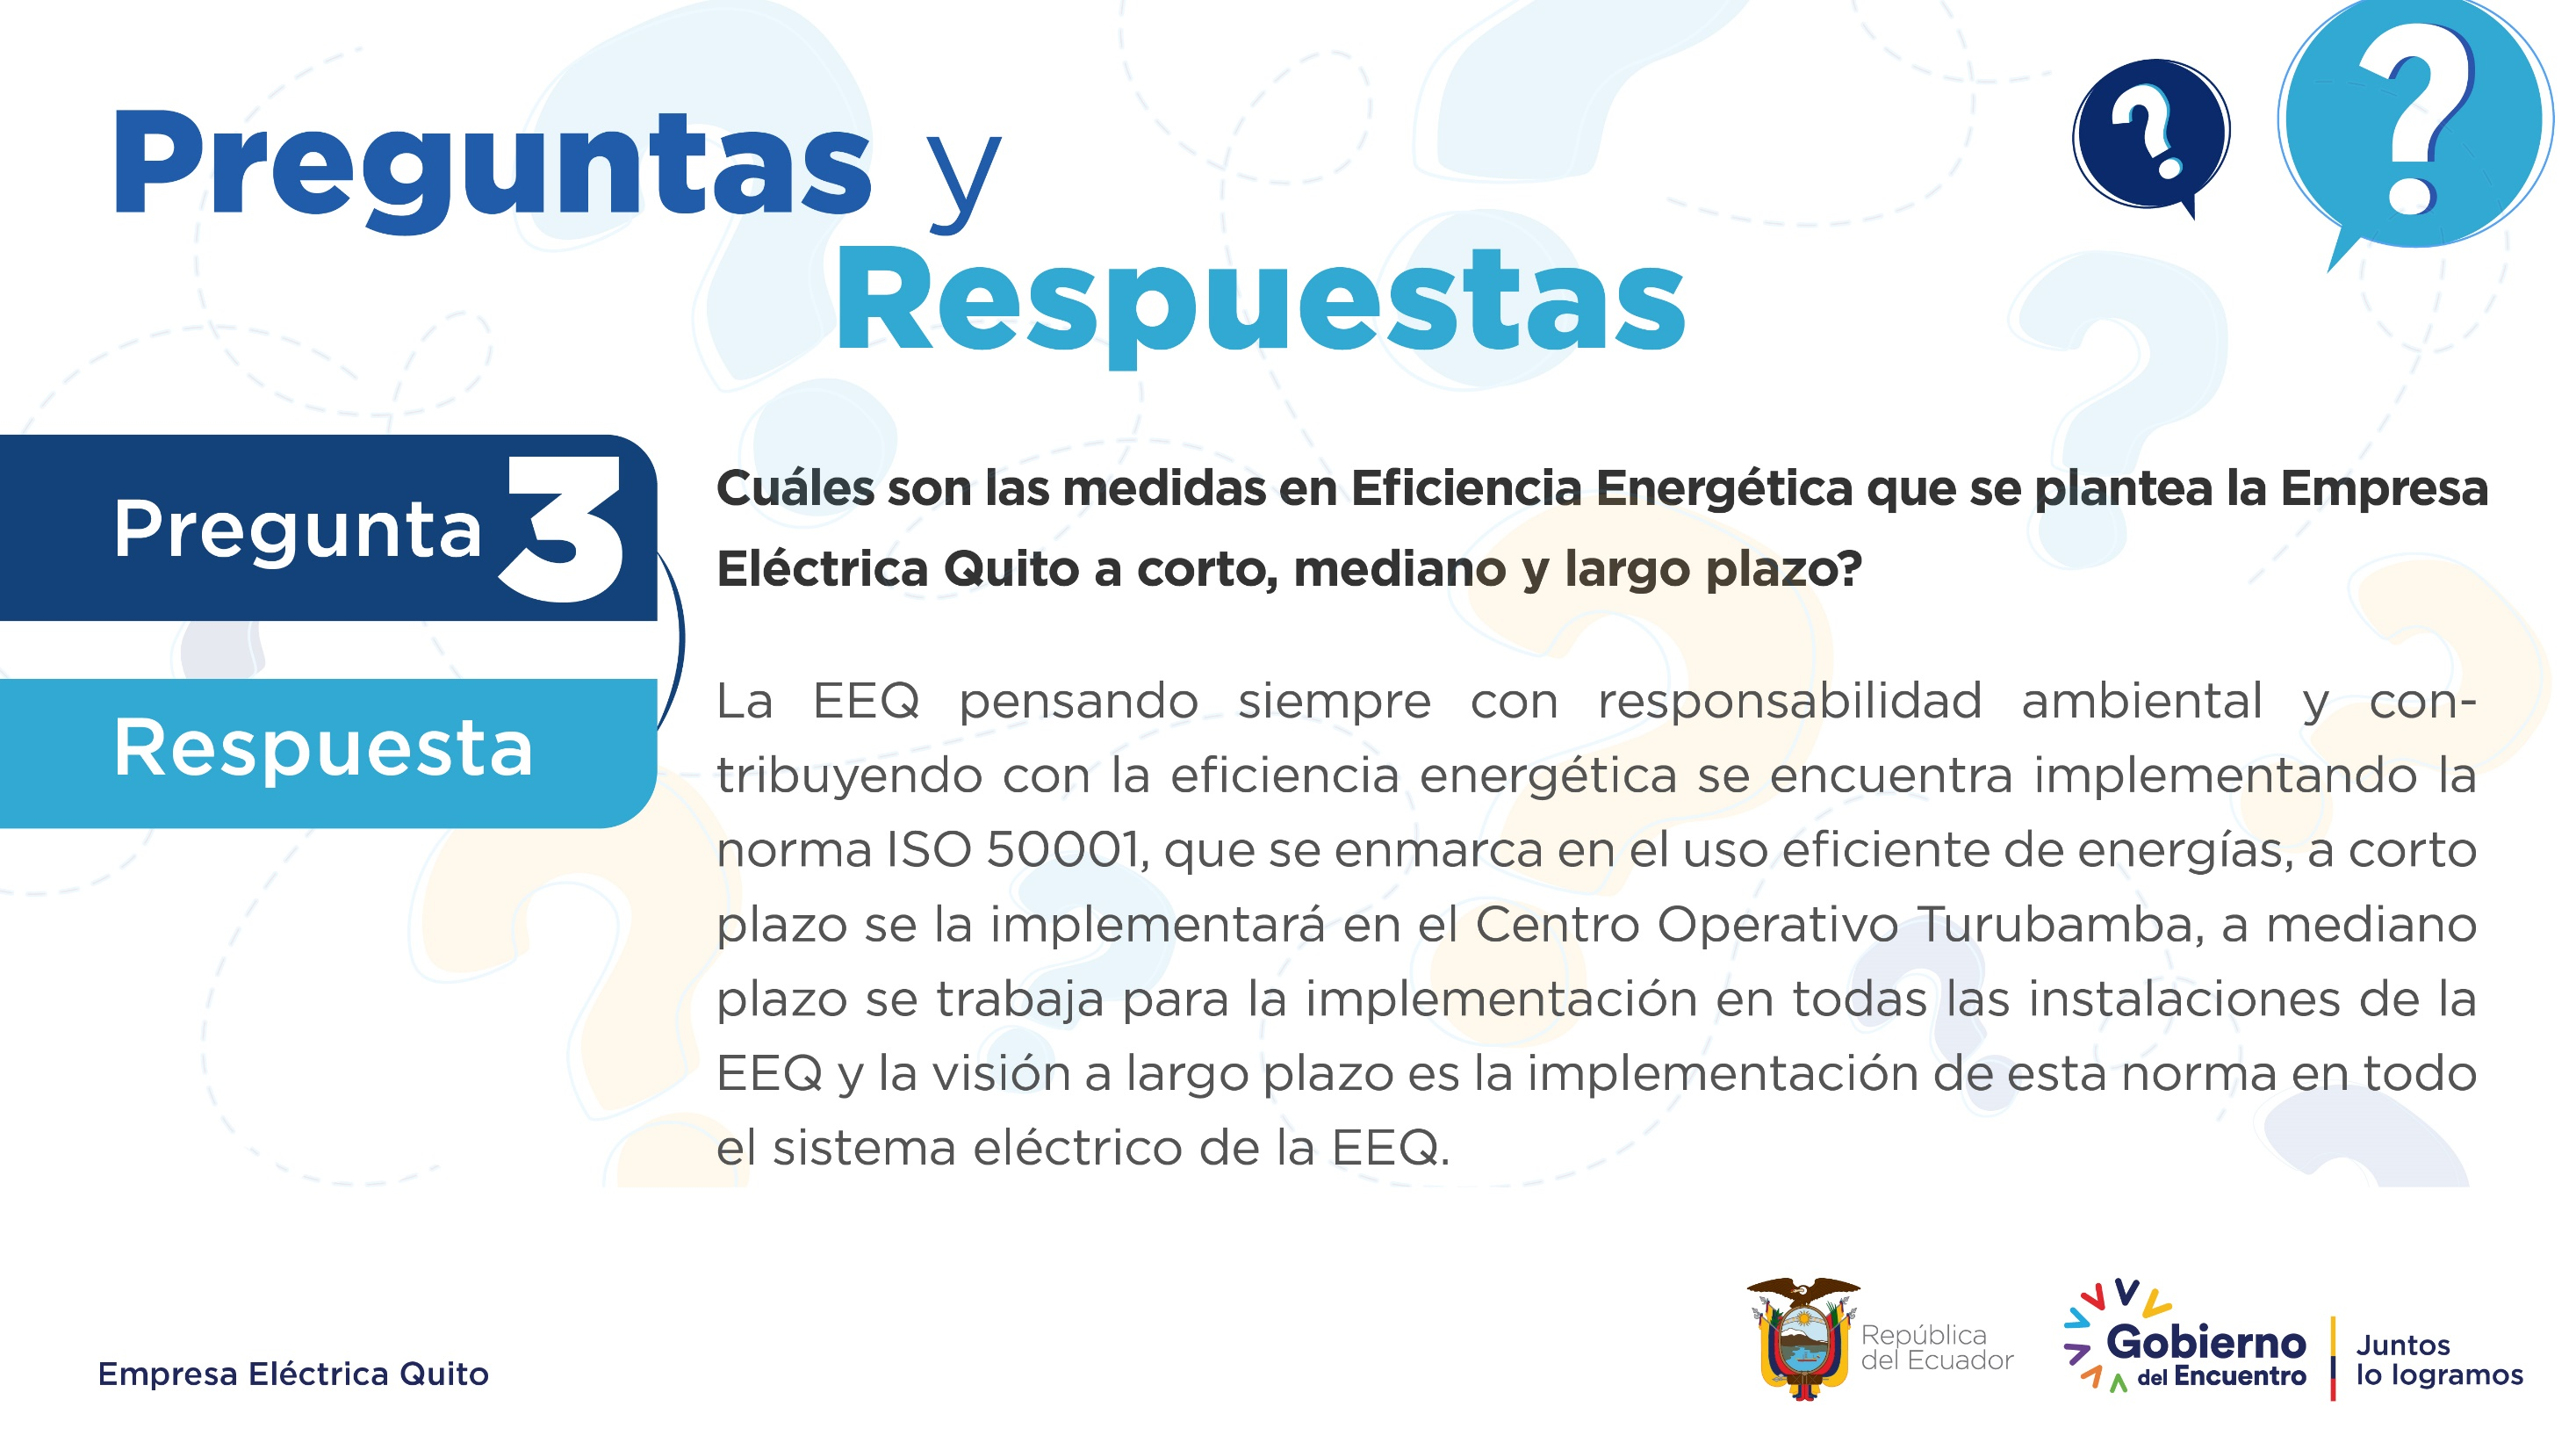 Preguntas y
Respuestas
Pregunta 3
Cuáles son las medidas en Eficiencia Energética que se plantea la Empresa
Eléctrica Quito a corto, mediano y largo plazo?
Respuesta
La EEQ pensando siempre con responsabilidad ambiental y con-
tribuyendo con la eficiencia energética se encuentra implementando la
norma ISO 50001, que se enmarca en el uso eficiente de energías, a corto
plazo se la implementará en el Centro Operativo Turubamba, a mediano
plazo se trabaja para la implementación en todas las instalaciones de la
EEQ y la visión a largo plazo es la implementación de esta norma en todo
el sistema eléctrico de la EEQ.
Empresa Eléctrica Quito
República
del Ecuador
Gobierno
del Encuentro
Juntos
lo logramos